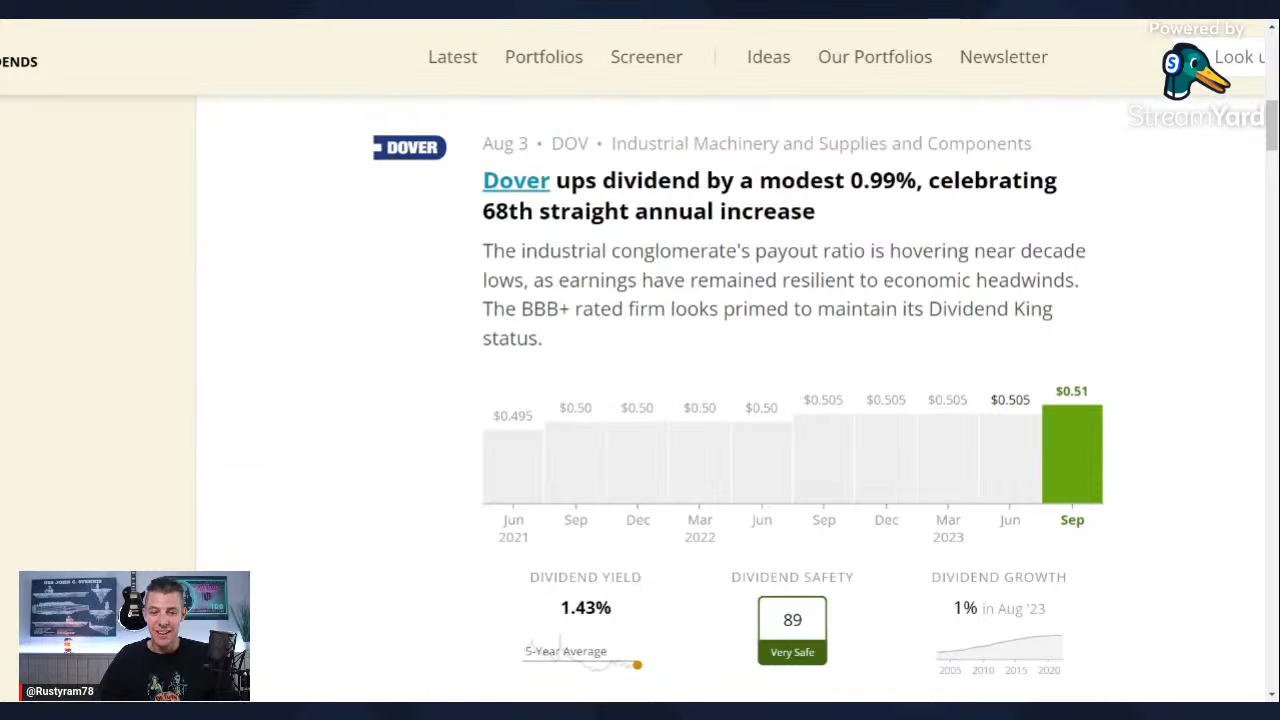 Powered by
StreamYard
ENDS
Latest Portfolios Screener Ideas Our Portfolios Newsletter Look u
DOVER
Aug 3 • DOV • Industrial Machinery and Supplies and Components
Dover ups dividend by a modest 0.99%, celebrating
68th straight annual increase
The industrial conglomerate's payout ratio is hovering near decade
lows, as earnings have remained resilient to economic headwinds.
The BBB+ rated firm looks primed to maintain its Dividend King
status.
$0.495 $0.50 $0.50 $0.50 $0.50 $0.505 $0.505 $0.505 $0.505 $0.51
Jun Sep Dec Mar Jun Sep Dec Mar Jun Sep
2021 2022 2023
DIVIDEND YIELD DIVIDEND SAFETY DIVIDEND GROWTH
1.43% 89 1% in Aug '23
5-Year Average Very Safe
2005 2010 2015 2020
USS JOHN C. STENNIS
@Rustyram78